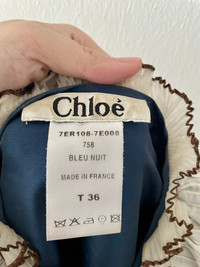 Chloé
7ER108-7E008
758
BLEU NUIT
MADE IN FRANCE
T 36